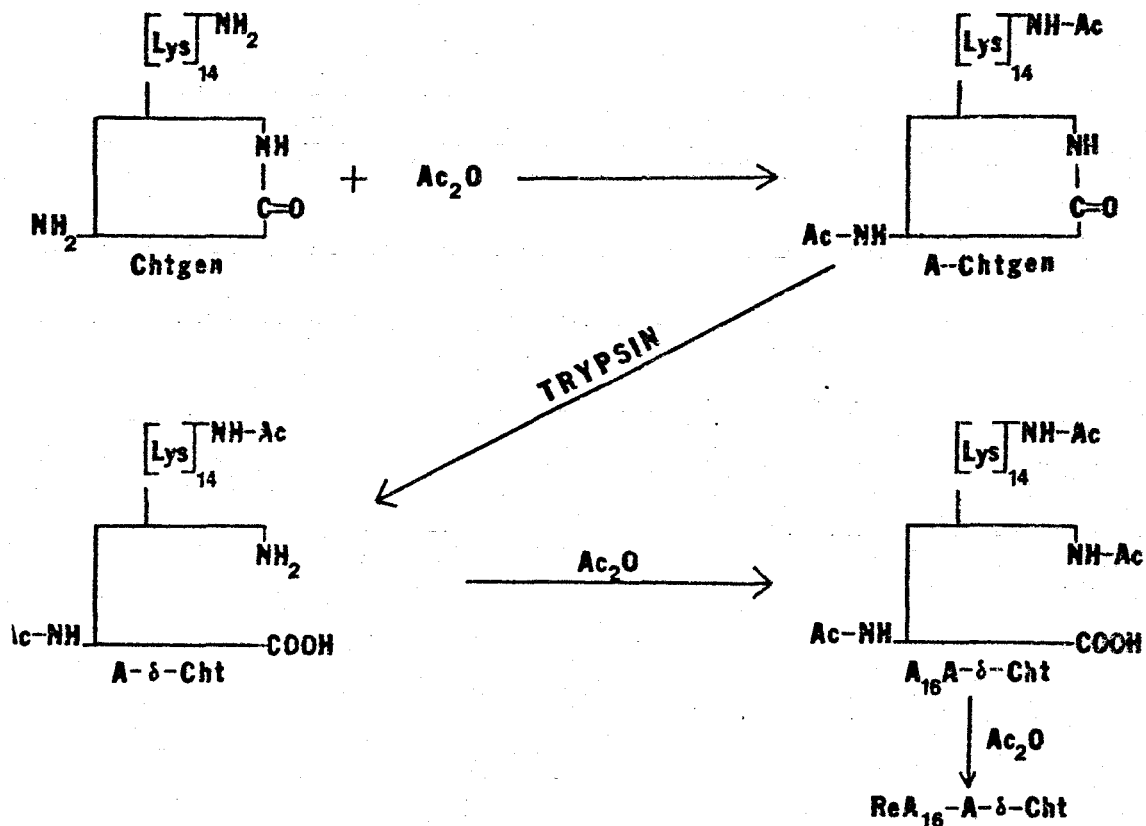 [Lys]14 NH2
NH
C=O
NH2
Chtgen
+ Ac2O
[Lys]14 NH-Ac
NH
C=O
Ac-NH
A-Chtgen
TRYPSIN
[Lys]14 NH-Ac
NH2
Ac-NH
COOH
A-δ-Cht
Ac2O
[Lys]14 NH-Ac
NH-Ac
Ac-NH
COOH
A16A-δ-Cht
Ac2O
ReA16-A-δ-Cht